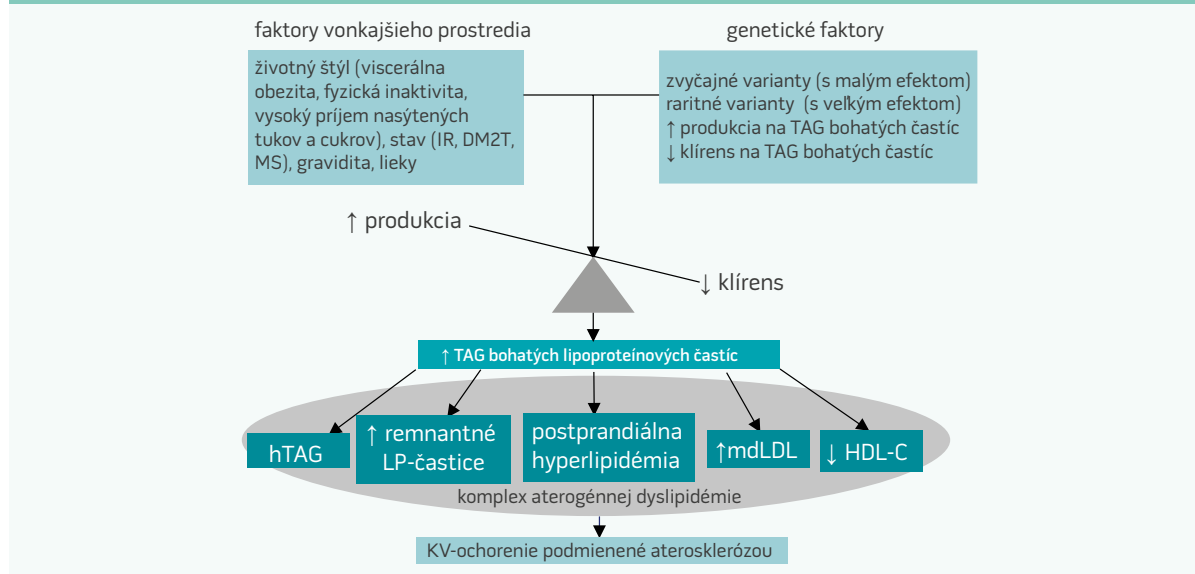 faktory vonkajšieho prostredia
genetické faktory
životný štýl (viscerálna
obezita, fyzická inaktivita,
vysoký príjem nasýtených
tukov a cukrov), stav (IR, DM2T,
MS), gravidita, lieky
zvyčajné varianty (s malým efektom)
raritné varianty (s veľkým efektom)
↑ produkcia na TAG bohatých častíc
↓ klírens na TAG bohatých častíc
↑ produkcia
↓ klírens
↑ TAG bohatých lipoproteínových častíc
hTAG
↑ remnantné
LP-častice
postprandiálna
hyperlipidémia
↑mdLDL
↓ HDL-C
komplex aterogénnej dyslipidémie
KV-ochorenie podmienené aterosklerózou